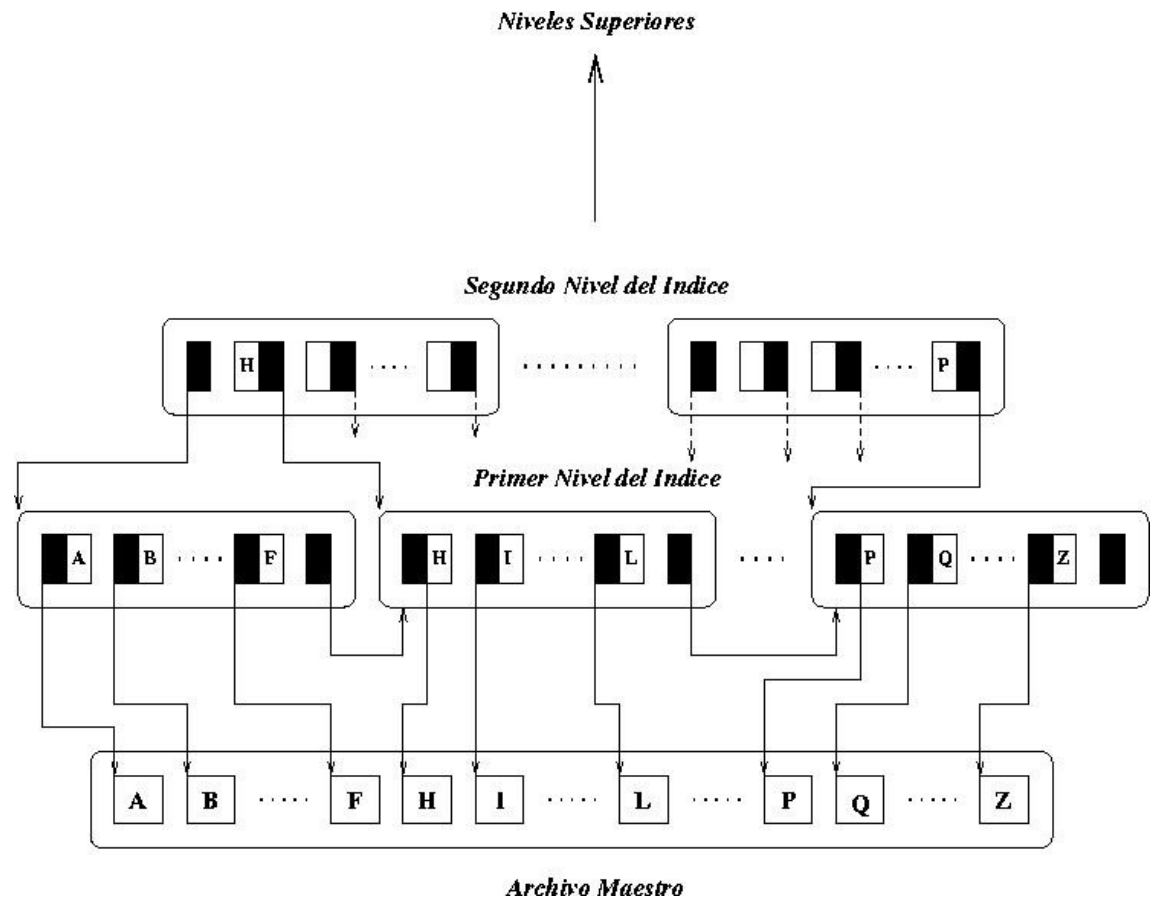 Niveles Superiores
Segundo Nivel del Indice
H ..... ......... ..... P
Primer Nivel del Indice
A B ..... F H I ..... L ..... P Q ..... Z
A B ..... F H I ..... L ..... P Q ..... Z
Archivo Maestro